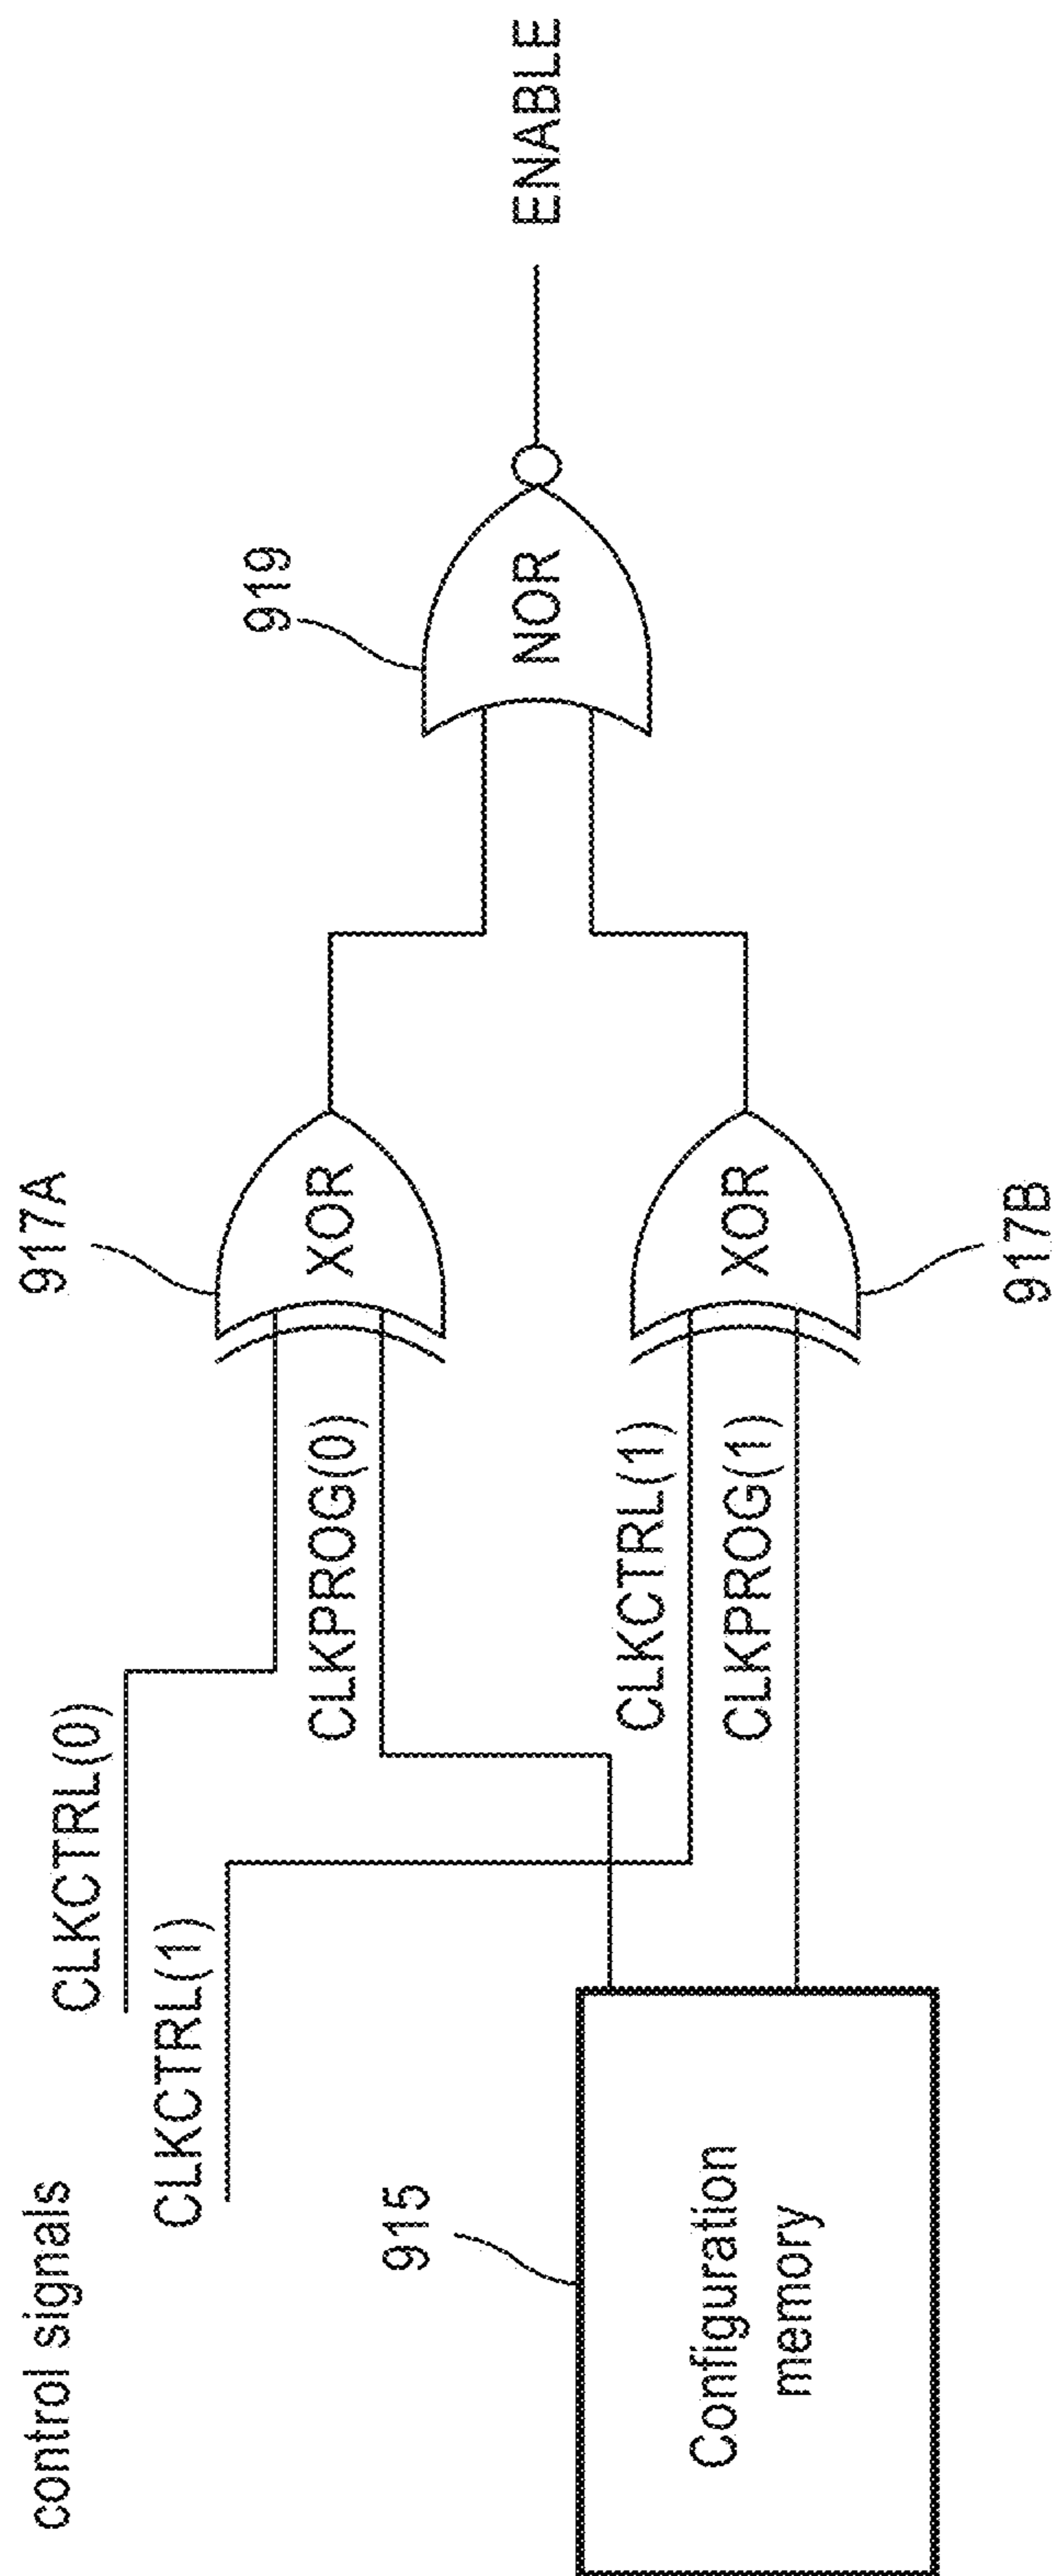 control signals
CLKCTRL(0)
CLKCTRL(1)
917A
919
CLKPROG(0)
XOR
NOR
ENABLE
915
Configuration
memory
CLKCTRL(1)
CLKPROG(1)
XOR
917B